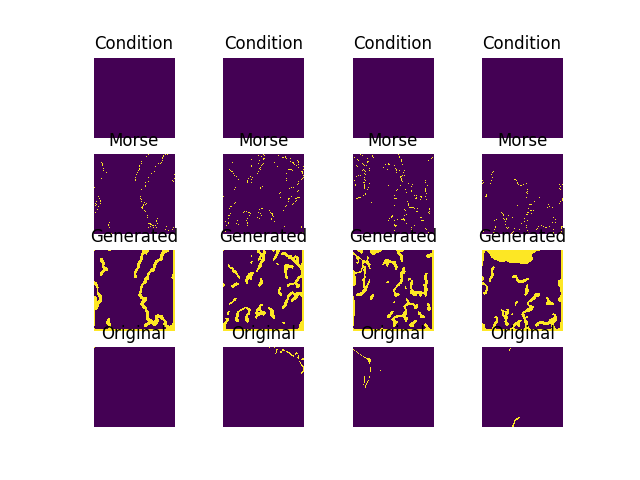 Condition Condition Condition Condition
Morse Morse Morse Morse
Generated Generated Generated Generated
Original Original Original Original